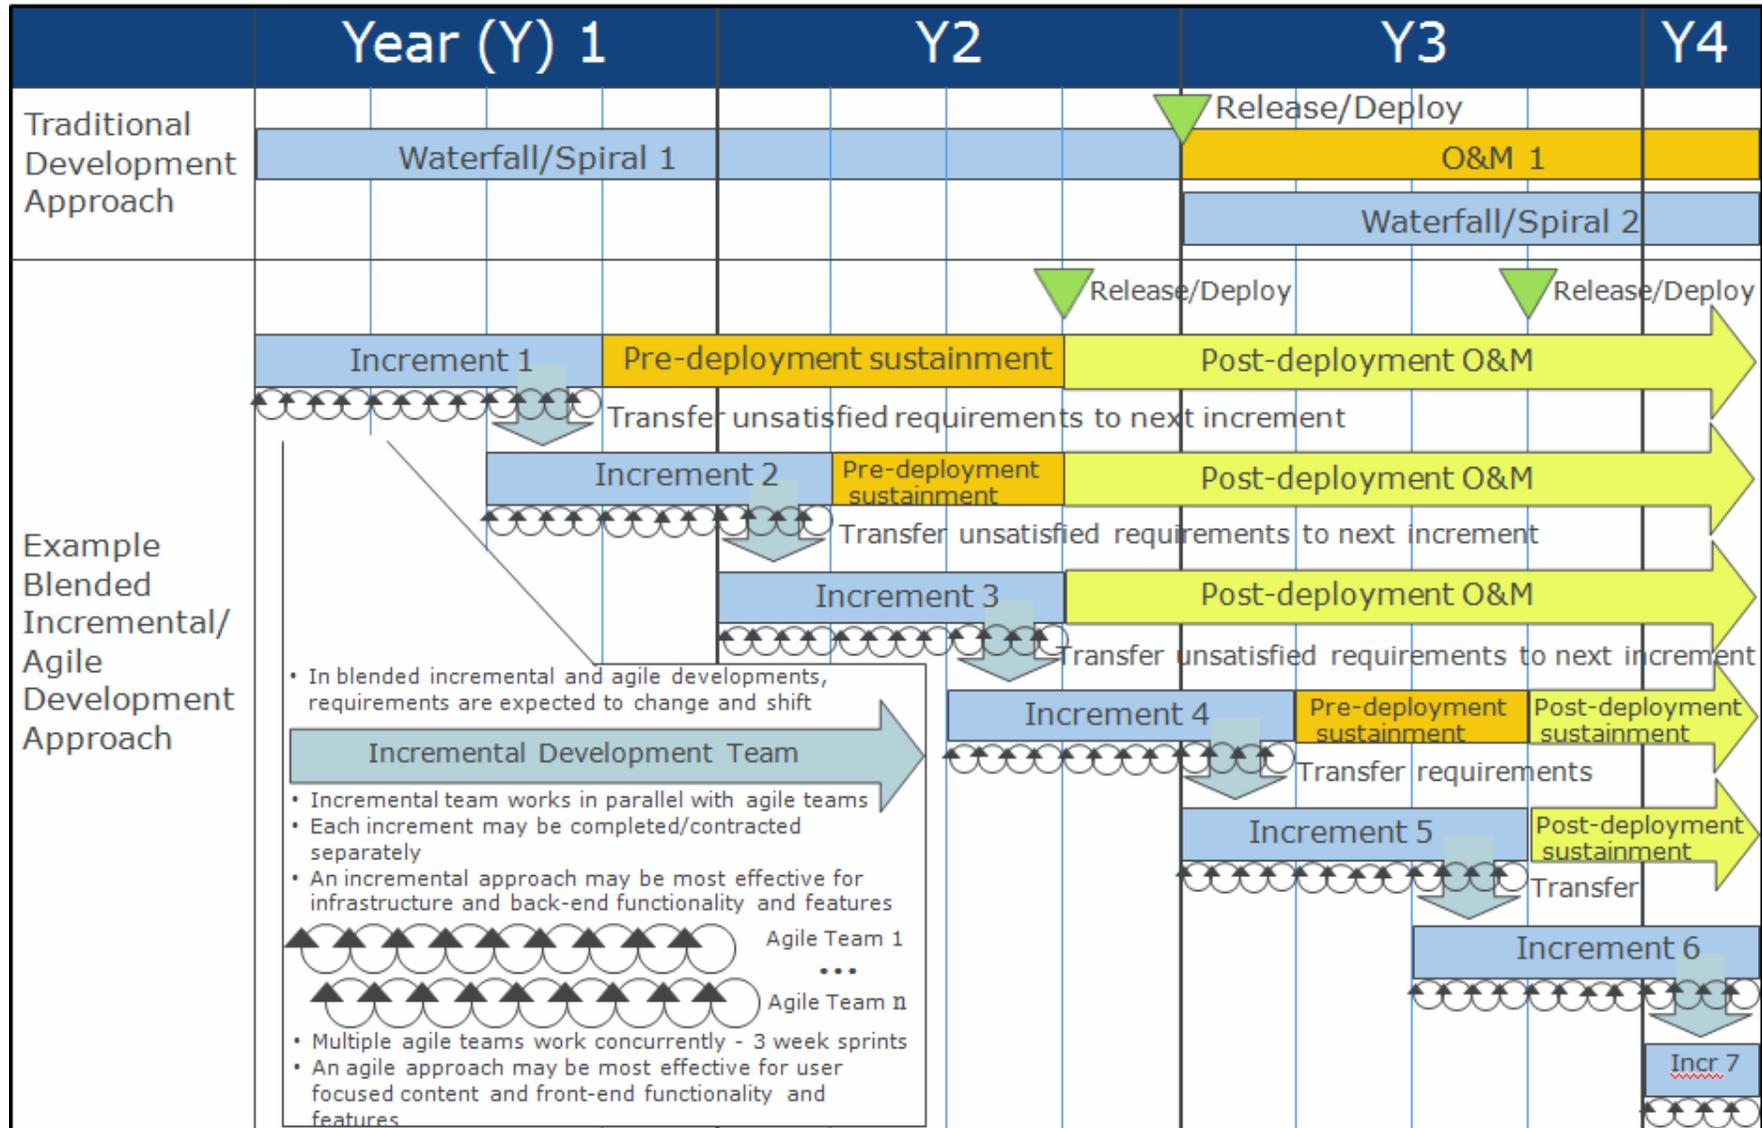 Year (Y) 1
Y2
Y3
Y4
Traditional
Development
Approach
Release/Deploy
Waterfall/Spiral 1
O&M 1
Waterfall/Spiral 2
Example
Blended
Incremental/
Agile
Development
Approach
Release/Deploy
Release/Deploy
Increment 1
Pre-deployment sustainment
Post-deployment O&M
Transfer unsatisfied requirements to next increment
Increment 2
Pre-deployment
sustainment
Post-deployment O&M
Transfer unsatisfied requirements to next increment
Increment 3
Post-deployment O&M
Transfer unsatisfied requirements to next increment
Increment 4
Pre-deployment
sustainment
Post-deployment
sustainment
Transfer requirements
Increment 5
Post-deployment
sustainment
Transfer
Increment 6
Incr 7
• In blended incremental and agile developments,
requirements are expected to change and shift
Incremental Development Team
• Incremental team works in parallel with agile teams
• Each increment may be completed/contracted
separately
• An incremental approach may be most effective for
infrastructure and back-end functionality and features
Agile Team 1
•••
Agile Team n
• Multiple agile teams work concurrently - 3 week sprints
• An agile approach may be most effective for user
focused content and front-end functionality and
features